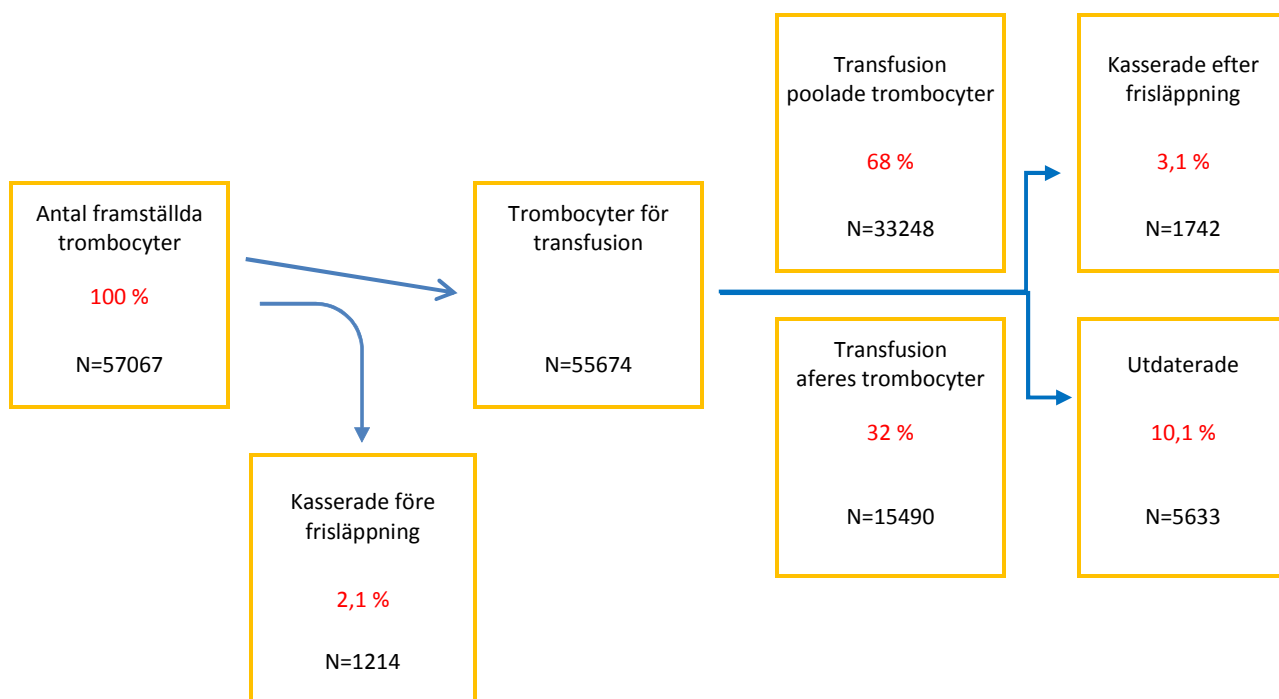 Antal framställda
trombocyter
100 %
N=57067
Kasserade före
frisläppning
2,1 %
N=1214
Trombocyter för
transfusion
N=55674
Transfusion
poolade trombocyter
68 %
N=33248
Transfusion
aferes trombocyter
32 %
N=15490
Kasserade efter
frisläppning
3,1 %
N=1742
Utdaterade
10,1 %
N=5633